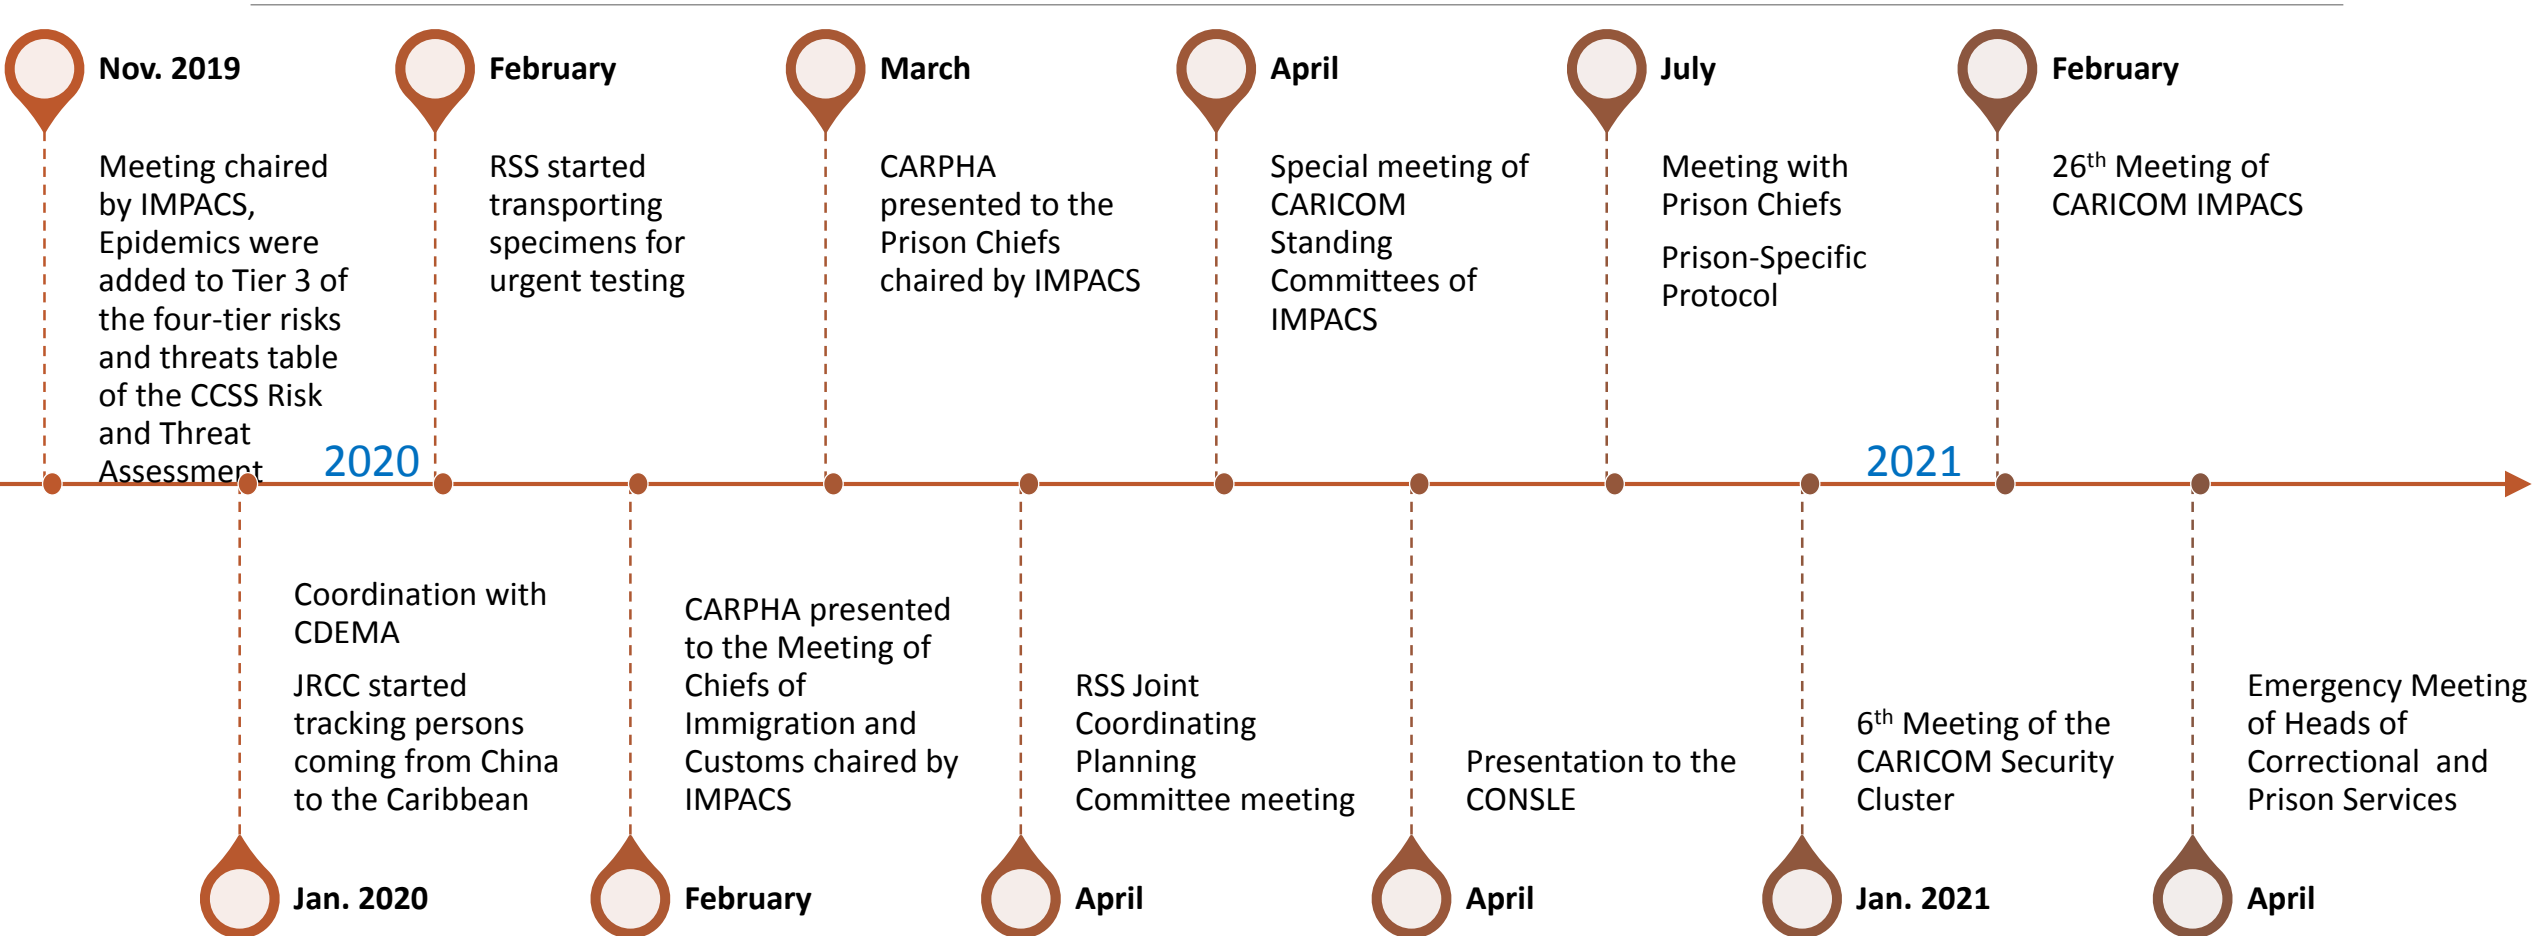 Nov. 2019
Meeting chaired
by IMPACS,
Epidemics were
added to Tier 3 of
the four-tier risks
and threats table
of the CCSS Risk
and Threat
Assessment
February
RSS started
transporting
specimens for
urgent testing
March
CARPHA
presented to the
Prison Chiefs
chaired by IMPACS
April
Special meeting of
CARICOM
Standing
Committees of
IMPACS
July
Meeting with
Prison Chiefs
Prison-Specific
Protocol
February
26th Meeting of
CARICOM IMPACS
2020
2021
Coordination with
CDEMA
JRCC started
tracking persons
coming from China
to the Caribbean
Jan. 2020
CARPHA presented
to the Meeting of
Chiefs of
Immigration and
Customs chaired by
IMPACS
February
RSS Joint
Coordinating
Planning
Committee meeting
April
Presentation to the
CONSLE
April
6th Meeting of the
CARICOM Security
Cluster
Jan. 2021
Emergency Meeting
of Heads of
Correctional  and
Prison Services
April